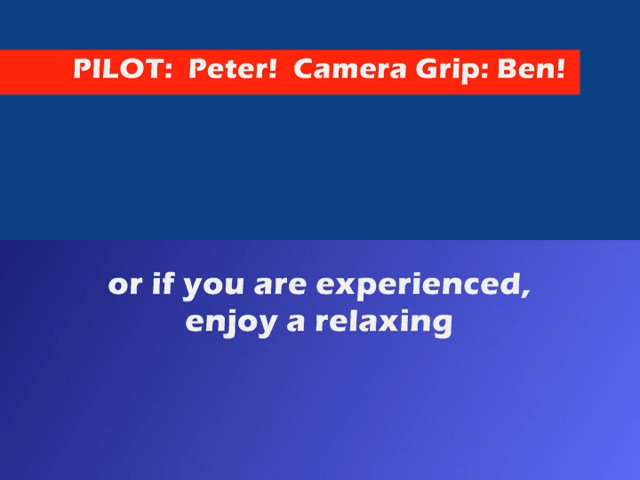 PILOT: Peter! Camera Grip: Ben!
or if you are experienced,
enjoy a relaxing